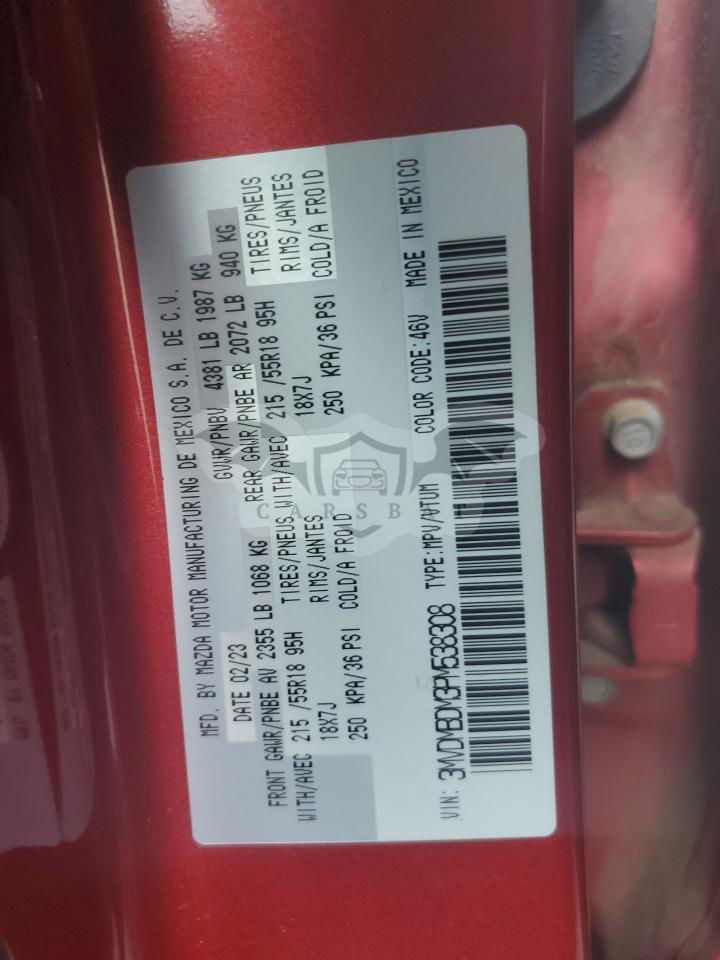 MFD. BY MAZDA MOTOR MANUFACTURING DE MEXICO S.A. DE C.V.
DATE 02/23 GVWR/PNBV 4381 LB 1987 KG
FRONT GAWR/PNBE AV 2355 LB 1068 KG REAR GAWR/PNBE AR 2072 LB 940 KG
WITH/AVEC 215 /55R18 95H TIRES/PNEUS WITH/AVEC 215 /55R18 95H TIRES/PNEUS
18X7J RIMS/JANTES 18X7J RIMS/JANTES
250 KPA/36 PSI COLD/A FROID 250 KPA/36 PSI COLD/A FROID
VIN: 3MVDMBDM3PM538308 TYPE:MPV/VTUM COLOR CODE:46V MADE IN MEXICO